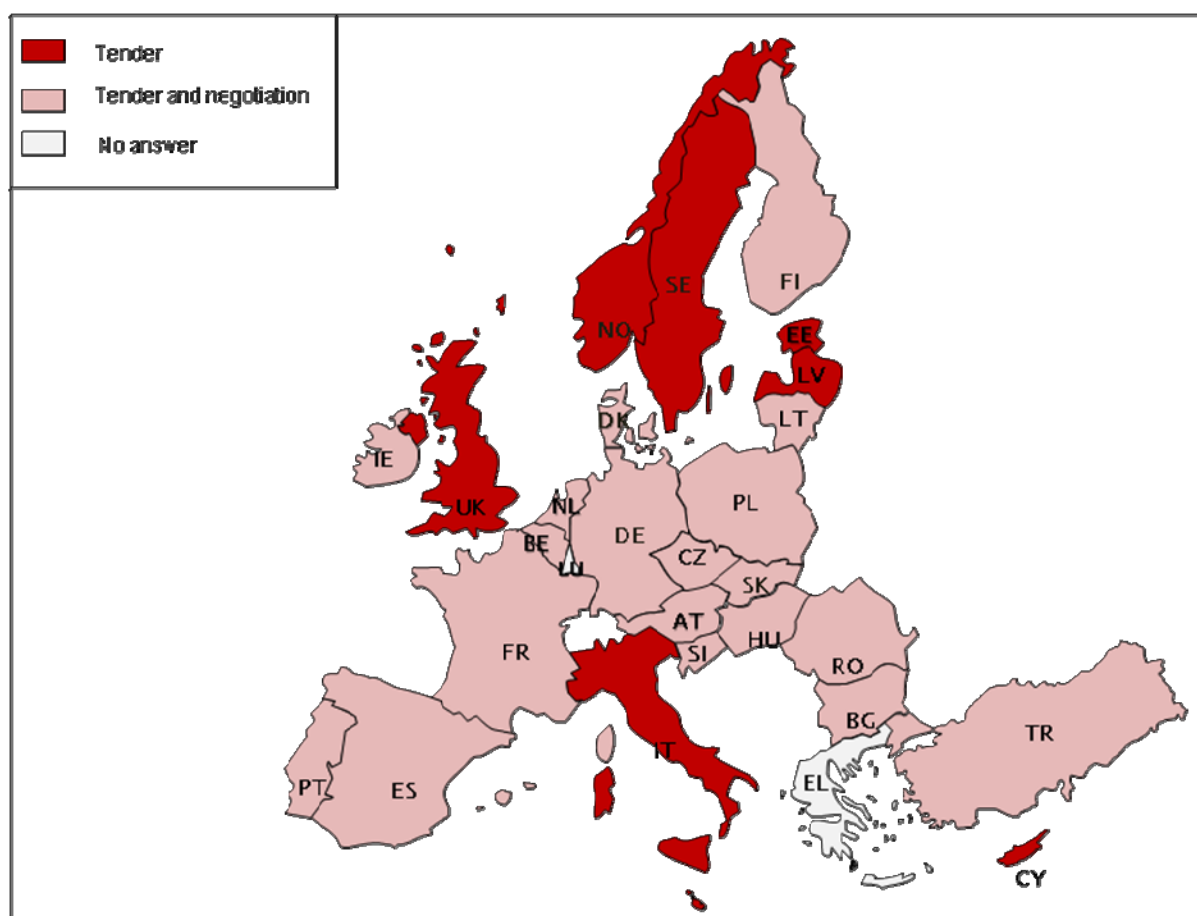 Tender
Tender and negotiation
No answer
SE
FI
NO
EE
LV
DK
LT
IE
UK
NL
PL
BE
DE
CZ
LU
SK
AT
HU
FR
SI
RO
BG
TR
IT
PT
ES
EL
CY